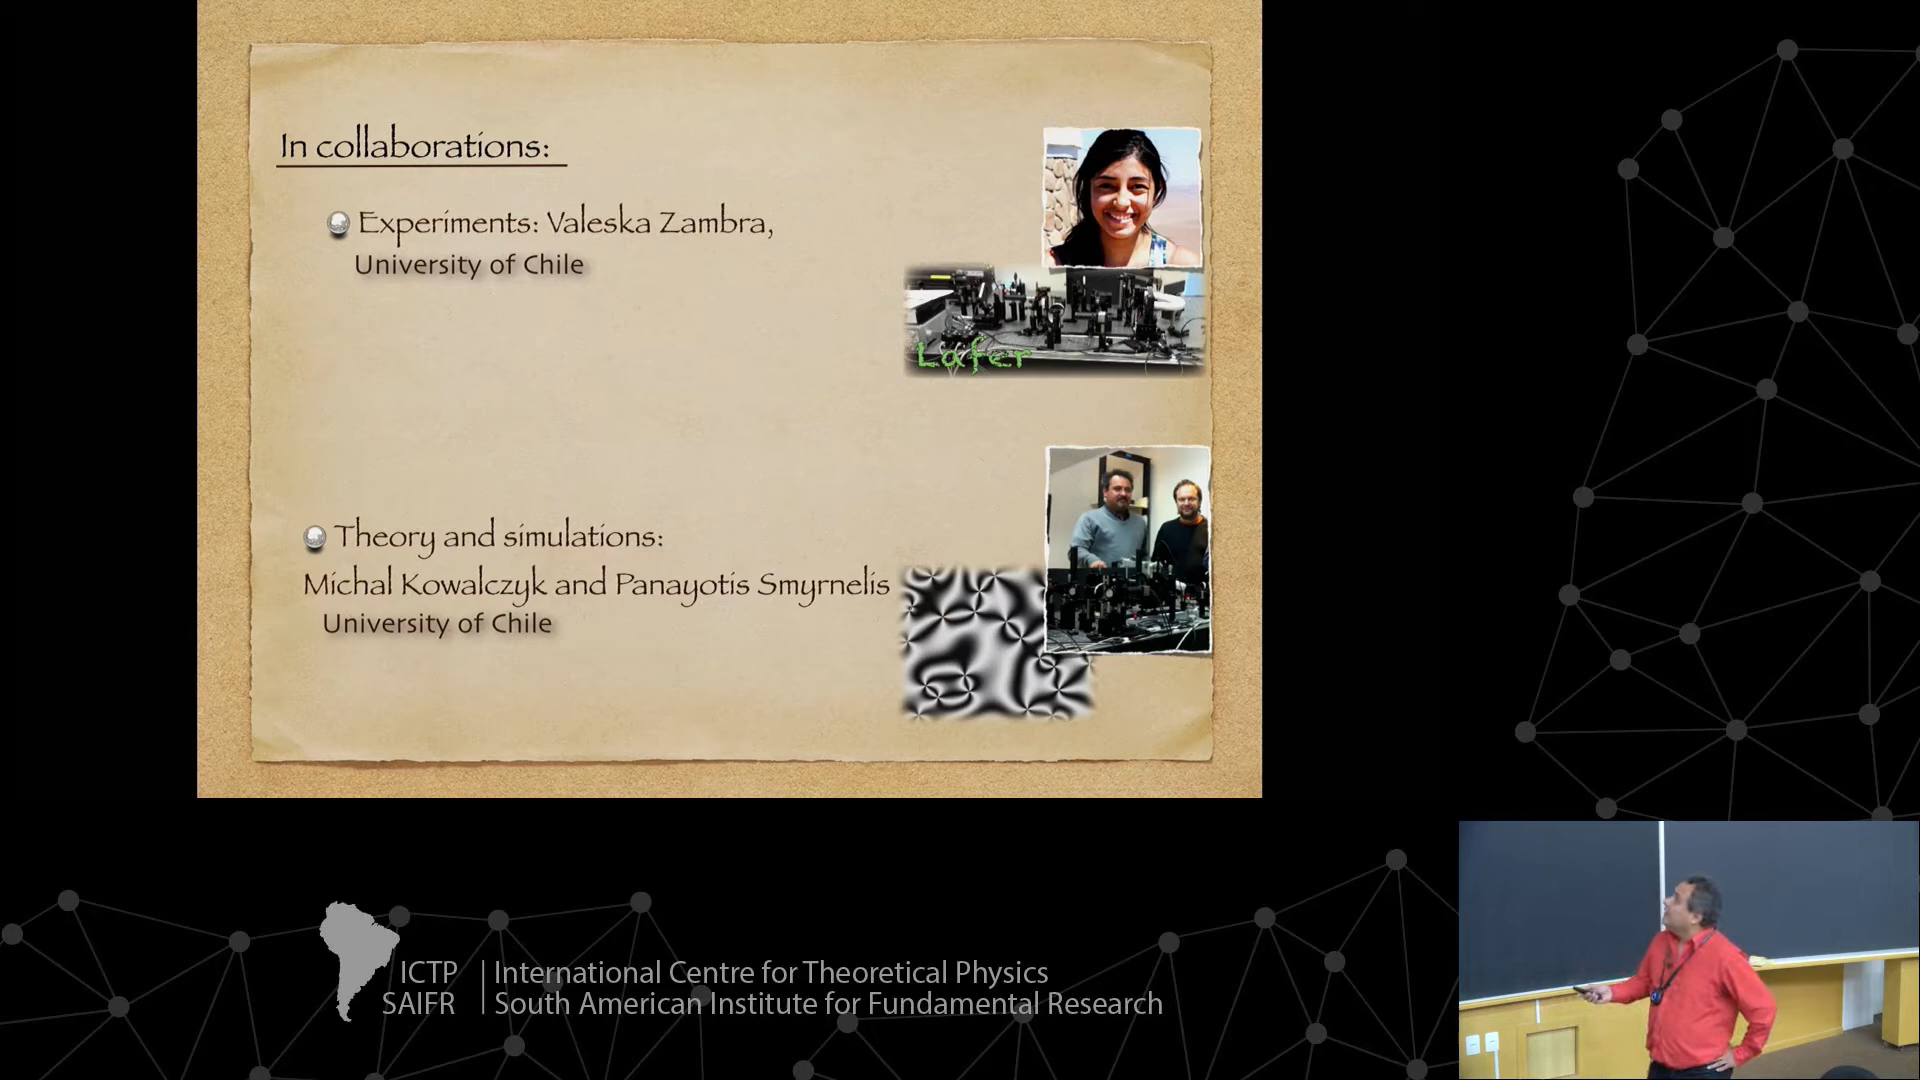 In collaborations:
Experiments: Valeska Zambra,
University of Chile
Lafer
Theory and simulations:
Michal Kowalczyk and Panayotis Smyrnelis
University of Chile
ICTP
SAIFR
International Centre for Theoretical Physics
South American Institute for Fundamental Research